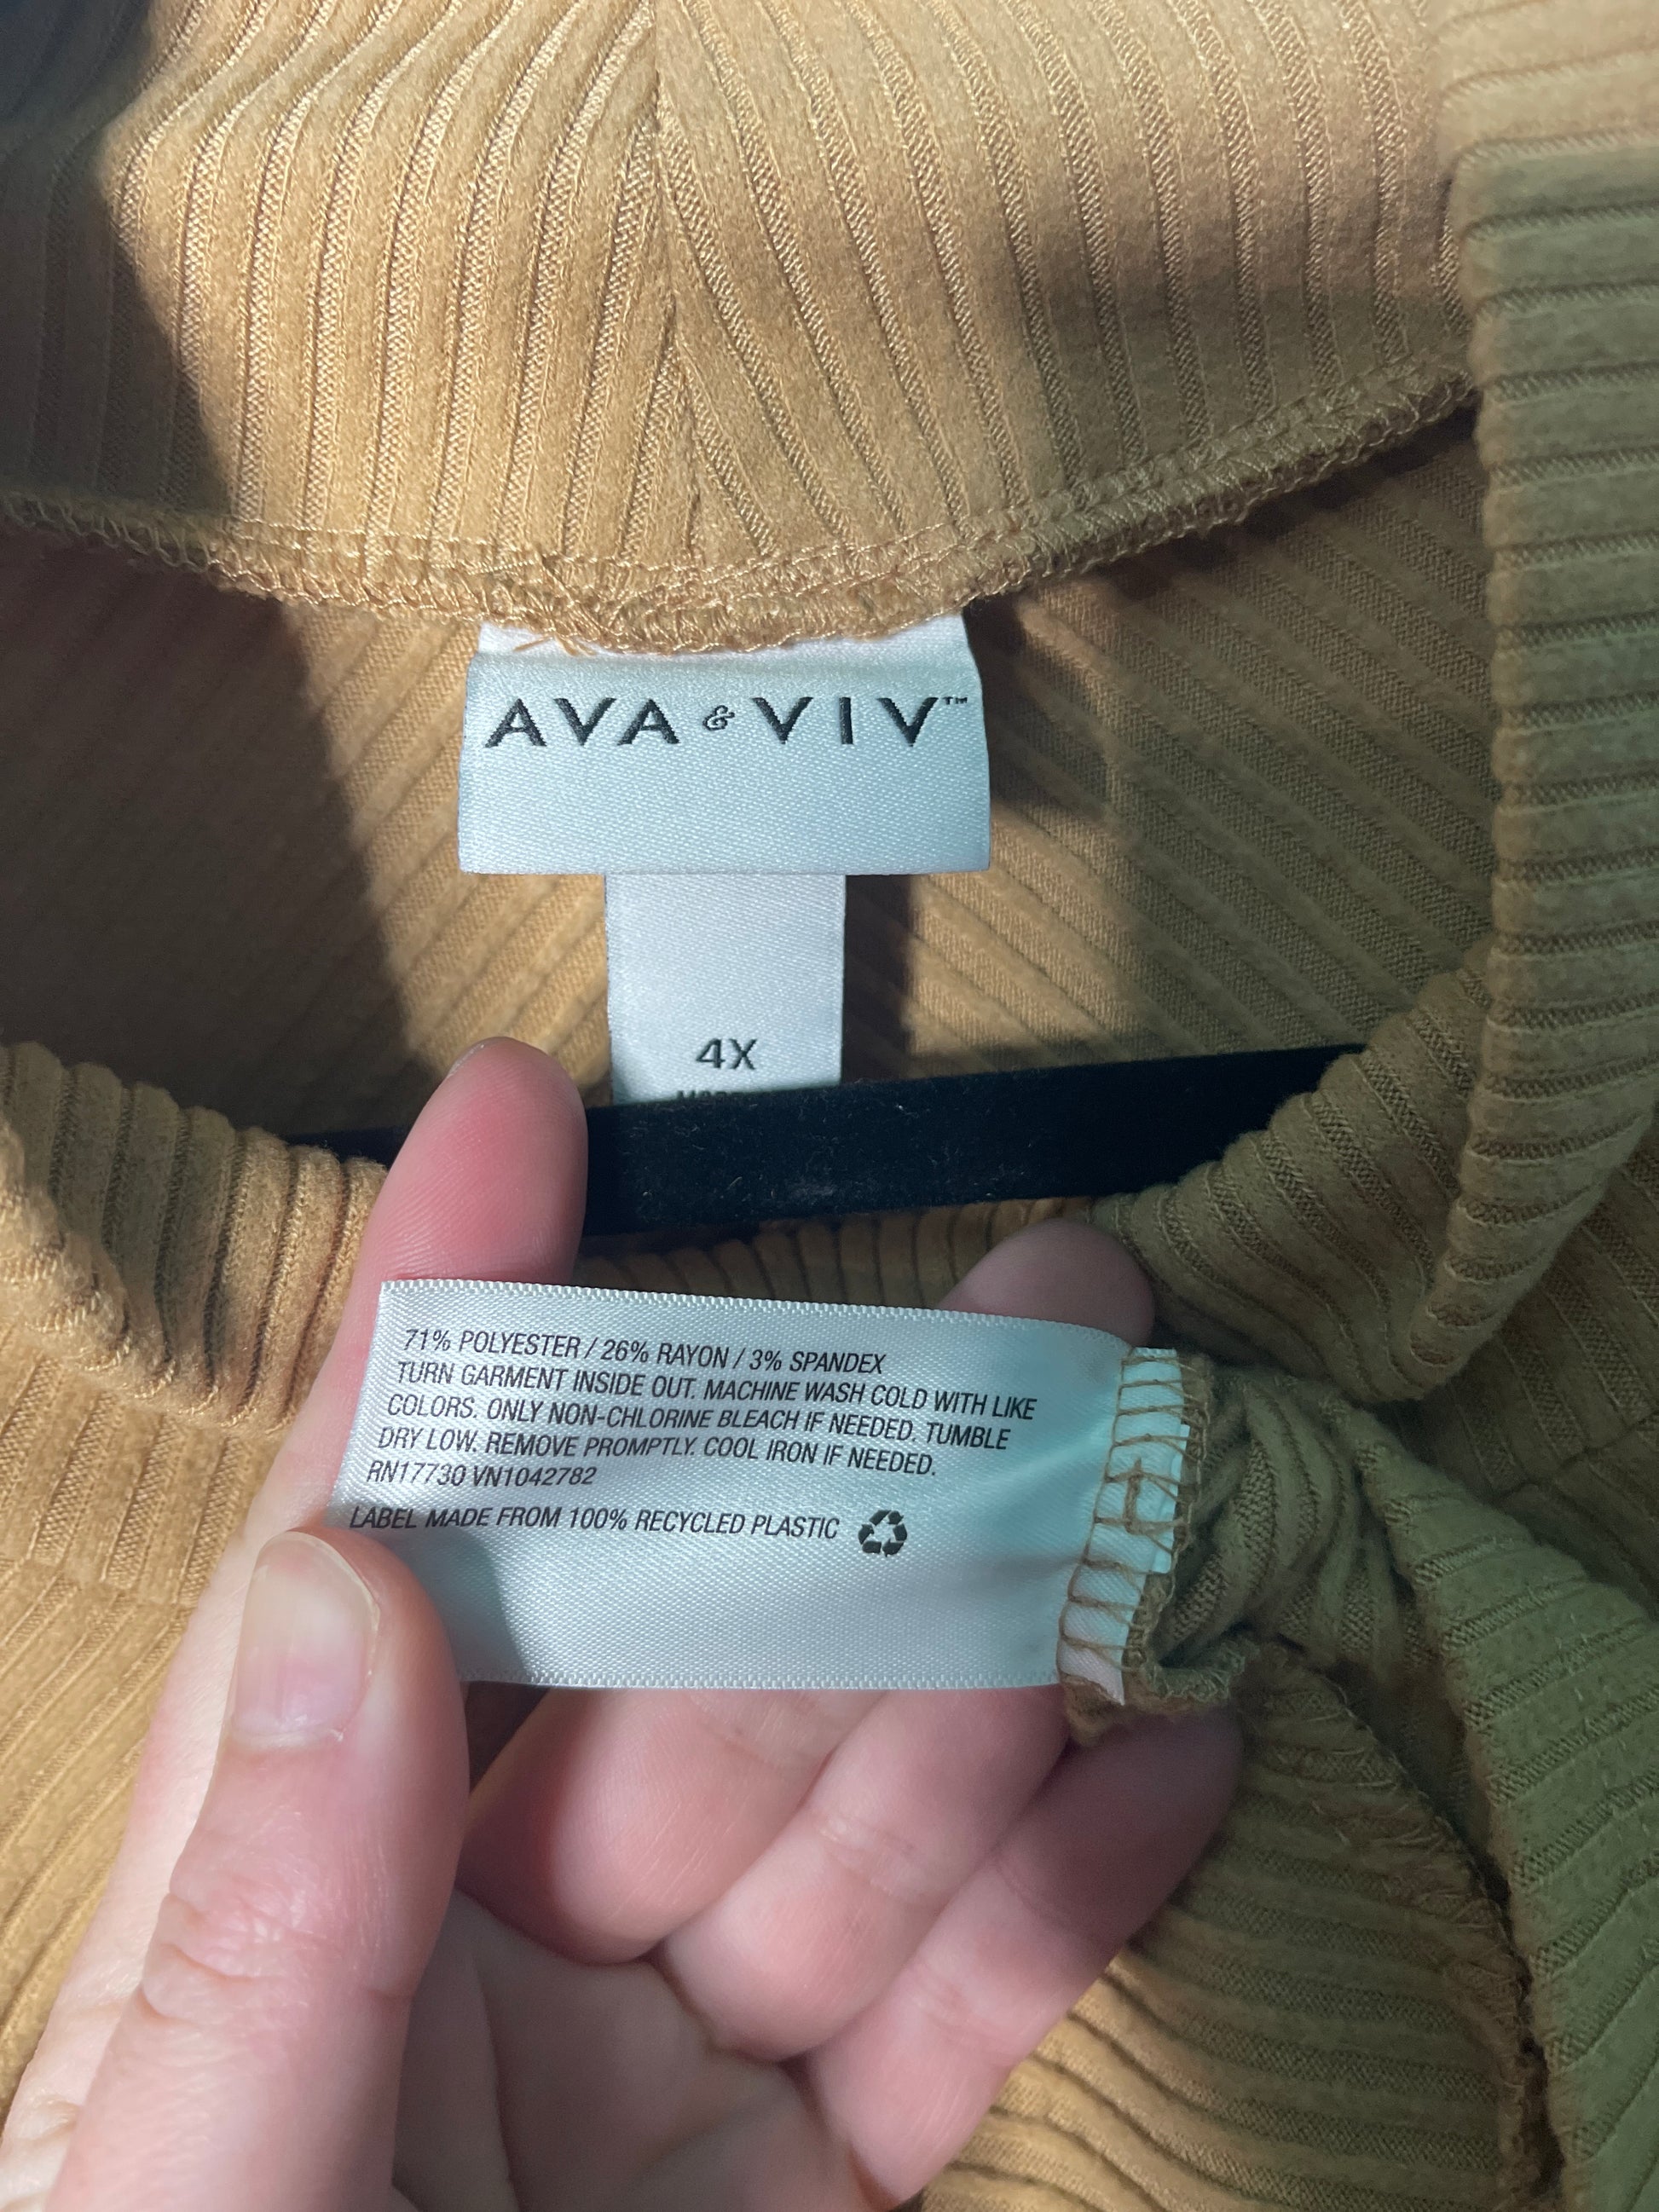 AVA & VIV™
4X
71% POLYESTER / 26% RAYON / 3% SPANDEX
TURN GARMENT INSIDE OUT. MACHINE WASH COLD WITH LIKE
COLORS. ONLY NON-CHLORINE BLEACH IF NEEDED. TUMBLE
DRY LOW. REMOVE PROMPTLY. COOL IRON IF NEEDED.
RN17730 VN1042782
LABEL MADE FROM 100% RECYCLED PLASTIC